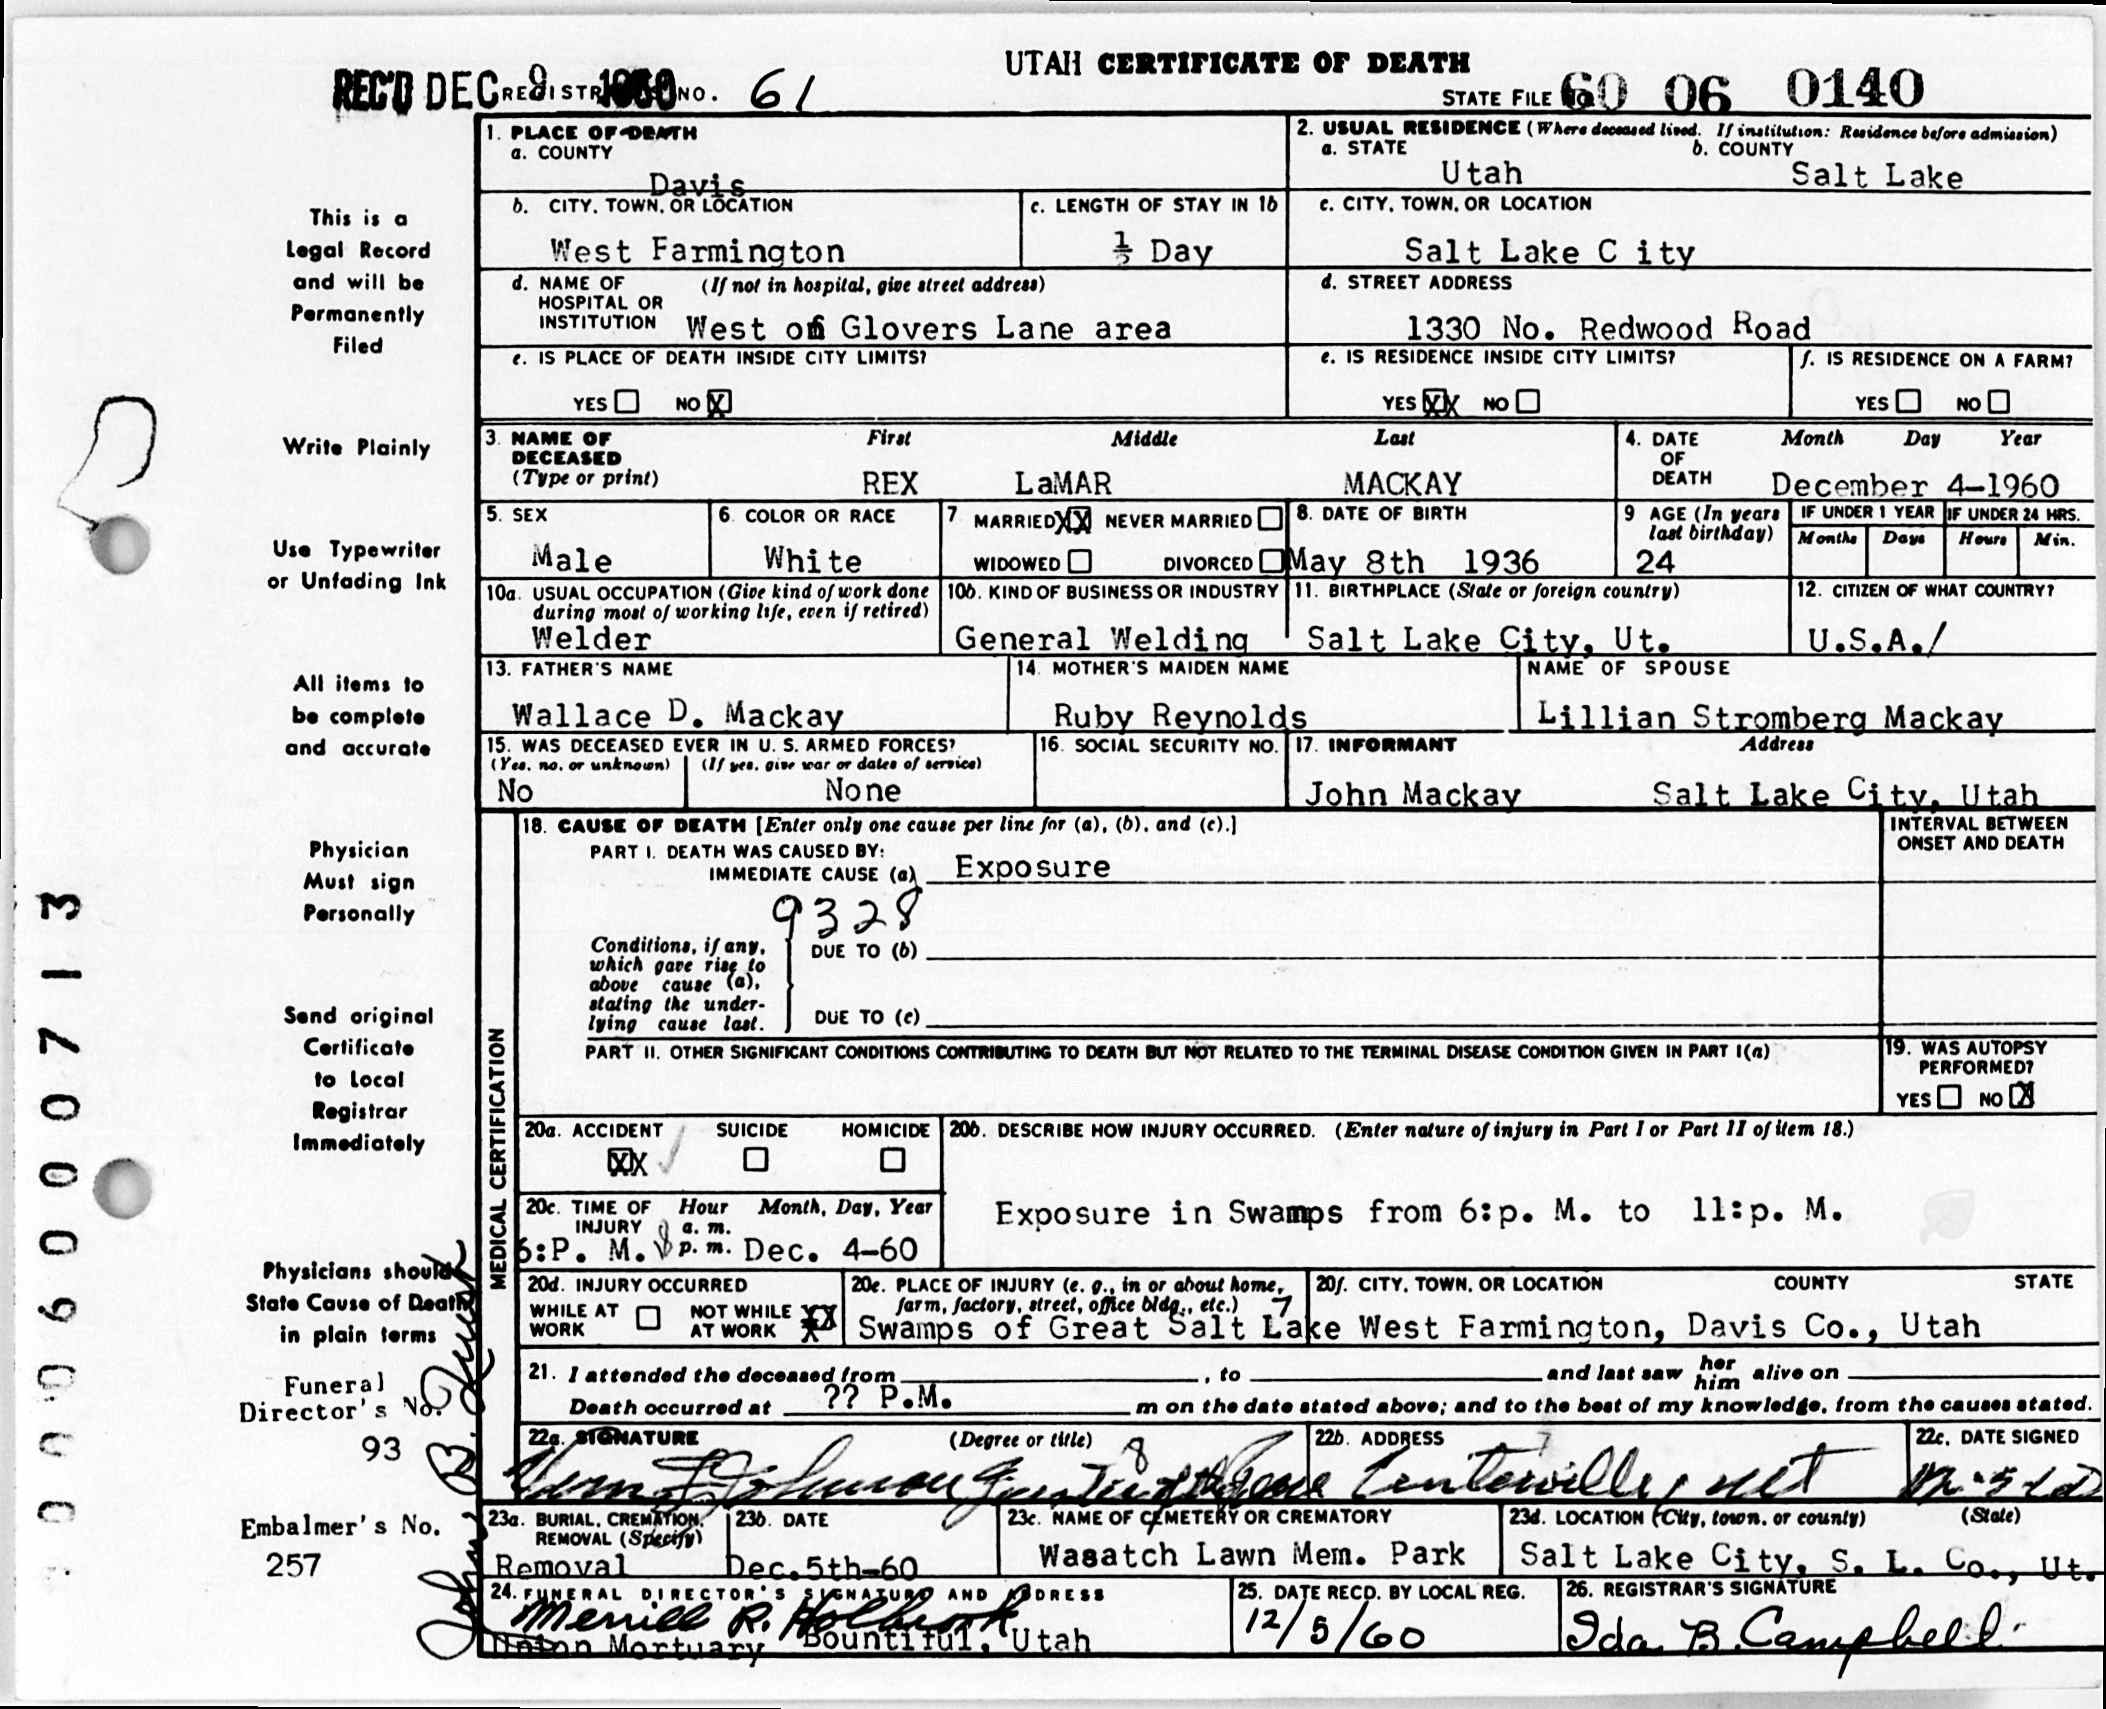 UTAH CERTIFICATE OF DEATH
REC'D DEC 9 1960 REGISTRAR'S NO. 61
STATE FILE NO. 60 06 0140
1. PLACE OF DEATH
a. COUNTY
Davis
2. USUAL RESIDENCE (Where deceased lived. If institution: Residence before admission)
a. STATE b. COUNTY
Utah Salt Lake
b. CITY, TOWN, OR LOCATION
West Farmington
c. LENGTH OF STAY IN 1b
½ Day
c. CITY, TOWN, OR LOCATION
Salt Lake C ity
d. NAME OF (If not in hospital, give street address)
HOSPITAL OR
INSTITUTION West of Glovers Lane area
d. STREET ADDRESS
1330 No. Redwood Road
e. IS PLACE OF DEATH INSIDE CITY LIMITS?
YES NO X
e. IS RESIDENCE INSIDE CITY LIMITS?
YES XX NO
f. IS RESIDENCE ON A FARM?
YES NO
3. NAME OF DECEASED (Type or print)
First Middle Last
REX LaMAR MACKAY
4. DATE OF DEATH
Month Day Year
December 4-1960
5. SEX
Male
6. COLOR OR RACE
White
7 MARRIED XX NEVER MARRIED
WIDOWED DIVORCED
8. DATE OF BIRTH
May 8th 1936
9 AGE (In years last birthday)
24
IF UNDER 1 YEAR IF UNDER 24 HRS.
Months Days Hours Min.
10a. USUAL OCCUPATION (Give kind of work done
during most of working life, even if retired)
Welder
10b. KIND OF BUSINESS OR INDUSTRY
General Welding
11. BIRTHPLACE (State or foreign country)
Salt Lake City, Ut.
12. CITIZEN OF WHAT COUNTRY?
U.S.A./
13. FATHER'S NAME
Wallace D. Mackay
14. MOTHER'S MAIDEN NAME
Ruby Reynolds
NAME OF SPOUSE
Lillian Stromberg Mackay
15. WAS DECEASED EVER IN U. S. ARMED FORCES?
(Yes, no, or unknown) (If yes, give war or dates of service)
No None
16. SOCIAL SECURITY NO.
17. INFORMANT Address
John Mackay Salt Lake City, Utah
MEDICAL CERTIFICATION
18. CAUSE OF DEATH [Enter only one cause per line for (a), (b), and (c).]
PART I. DEATH WAS CAUSED BY:
IMMEDIATE CAUSE (a) Exposure
9328
Conditions, if any,
which gave rise to
above cause (a),
stating the under-
lying cause last.
DUE TO (b)
DUE TO (c)
INTERVAL BETWEEN
ONSET AND DEATH
PART II. OTHER SIGNIFICANT CONDITIONS CONTRIBUTING TO DEATH BUT NOT RELATED TO THE TERMINAL DISEASE CONDITION GIVEN IN PART I(a)
19. WAS AUTOPSY
PERFORMED?
YES NO X
20a. ACCIDENT SUICIDE HOMICIDE
XX
20b. DESCRIBE HOW INJURY OCCURRED. (Enter nature of injury in Part I or Part II of item 18.)
Exposure in Swamps from 6:p. M. to 11:p. M.
20c. TIME OF INJURY Hour Month, Day, Year
a. m.
6:P. M. p. m. Dec. 4-60
20d. INJURY OCCURRED
WHILE AT WORK NOT WHILE AT WORK XX
20e. PLACE OF INJURY (e. g., in or about home,
farm, factory, street, office bldg., etc.) 7
Swamps of Great Salt Lake
20f. CITY, TOWN, OR LOCATION COUNTY STATE
West Farmington, Davis Co., Utah
21. I attended the deceased from , to and last saw her him alive on
Death occurred at ?? P.M. m on the date stated above; and to the best of my knowledge, from the causes stated.
22a. SIGNATURE (Degree or title)
22b. ADDRESS
Centerville, Ut
22c. DATE SIGNED
23a. BURIAL, CREMATION, REMOVAL (Specify)
Removal
23b. DATE
Dec.5th-60
23c. NAME OF CEMETERY OR CREMATORY
Wasatch Lawn Mem. Park
23d. LOCATION (City, town, or county) (State)
Salt Lake City, S. L. Co., Ut.
24. FUNERAL DIRECTOR'S SIGNATURE AND ADDRESS
Merrill R. Holbrook
Union Mortuary Bountiful, Utah
25. DATE RECD. BY LOCAL REG.
12/5/60
26. REGISTRAR'S SIGNATURE
Ida B. Campbell
This is a
Legal Record
and will be
Permanently
Filed
Write Plainly
Use Typewriter
or Unfading Ink
All items to
be complete
and accurate
Physician
Must sign
Personally
Send original
Certificate
to Local
Registrar
Immediately
Physicians should
State Cause of Death
in plain terms
Funeral
Director's No.
93
Embalmer's No.
257